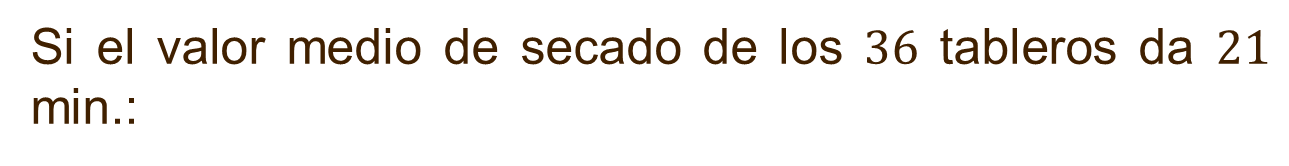 Si el valor medio de secado de los 36 tableros da 21
min.: